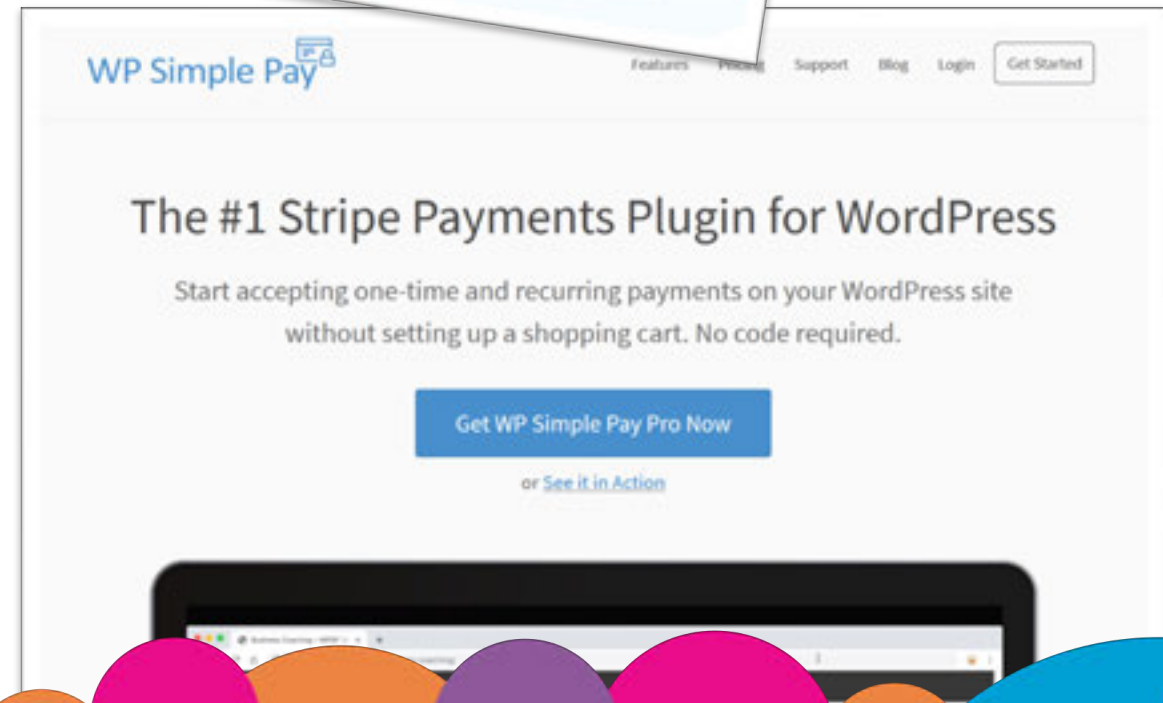 WP Simple Pay
Features Pricing Support Blog Login Get Started
The #1 Stripe Payments Plugin for WordPress
Start accepting one-time and recurring payments on your WordPress site
without setting up a shopping cart. No code required.
Get WP Simple Pay Pro Now
or See it in Action